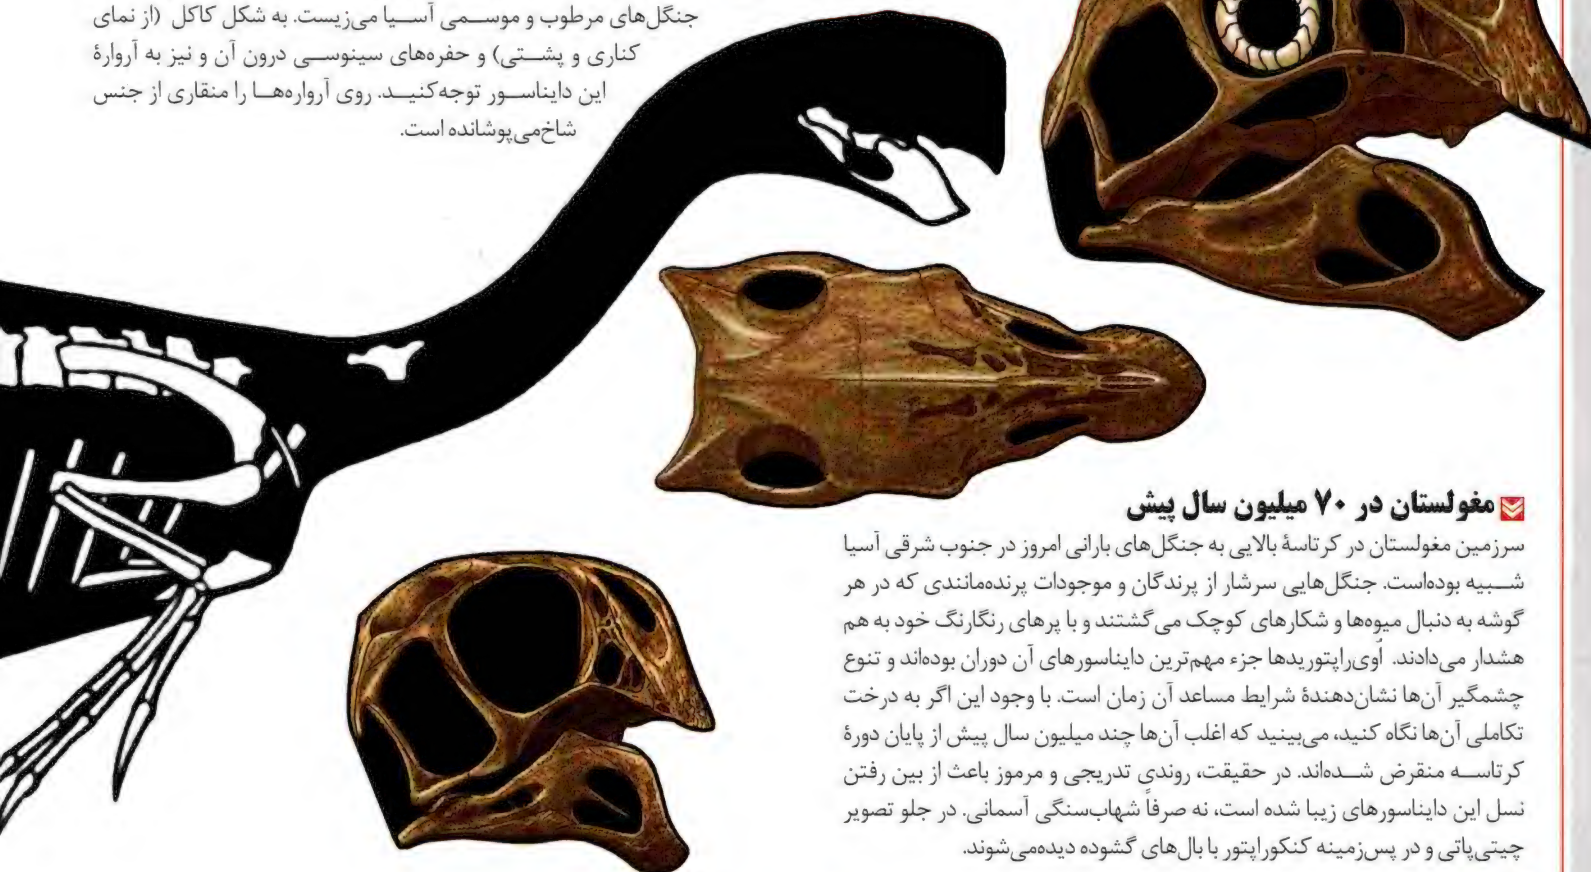 جنگل‌های مرطوب و موسمی آسیا می‌زیست. به شکل کاکل (از نمای
کناری و پشتی) و حفره‌های سینوسی درون آن و نیز به آروارهٔ
این دایناسور توجه‌کنید. روی آرواره‌ها را منقاری از جنس
شاخ‌می‌پوشانده است.
مغولستان در ۷۰ میلیون سال پیش
سرزمین مغولستان در کرتاسهٔ بالایی به جنگل‌های بارانی امروز در جنوب شرقی آسیا
شبیه بوده‌است. جنگل‌هایی سرشار از پرندگان و موجودات پرنده‌مانندی که در هر
گوشه به دنبال میوه‌ها و شکارهای کوچک می‌گشتند و با پرهای رنگارنگ خود به هم
هشدار می‌دادند. اُوی‌راپتوریدها جزء مهم‌ترین دایناسورهای آن دوران بوده‌اند و تنوع
چشمگیر آن‌ها نشان‌دهندهٔ شرایط مساعد آن زمان است. با وجود این اگر به درخت
تکاملی آن‌ها نگاه کنید، می‌بینید که اغلب آن‌ها چند میلیون سال پیش از پایان دورهٔ
کرتاسه منقرض شده‌اند. در حقیقت، روندی تدریجی و مرموز باعث از بین رفتن
نسل این دایناسورهای زیبا شده است، نه صرفاً شهاب‌سنگی آسمانی. در جلو تصویر
چیتی‌پاتی و در پس‌زمینه کنکوراپتور با بال‌های گشوده دیده‌می‌شوند.